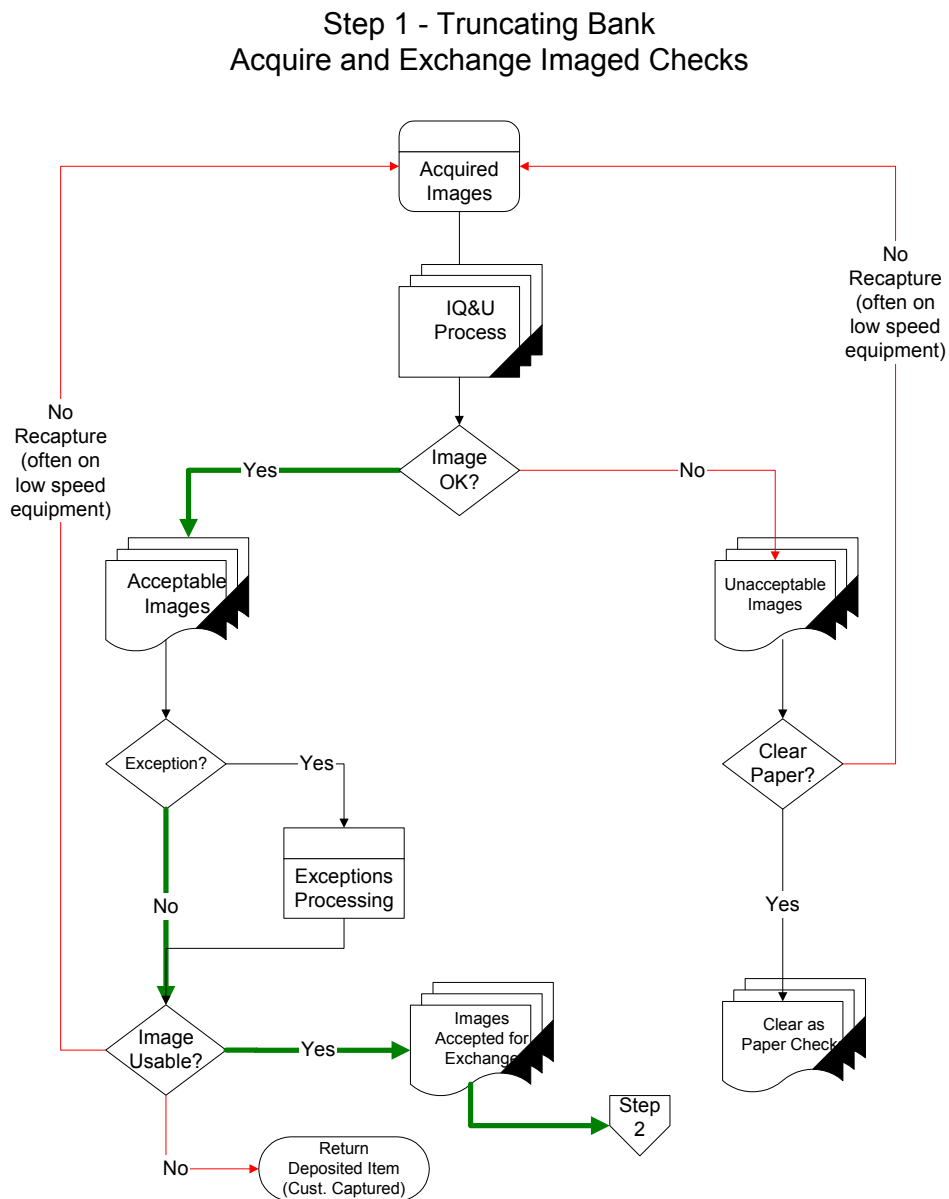 Step 1 - Truncating Bank
Acquire and Exchange Imaged Checks
Acquired
Images
No
Recapture
(often on
low speed
equipment)
IQ&U
Process
No
Recapture
(often on
low speed
equipment)
Image
OK?
Yes
No
Acceptable
Images
Unacceptable
Images
Exception?
Yes
Clear
Paper?
Exceptions
Processing
No
Yes
Image
Usable?
Yes
Images
Accepted for
Exchange
Clear as
Paper Check
Step
2
No
Return
Deposited Item
(Cust. Captured)